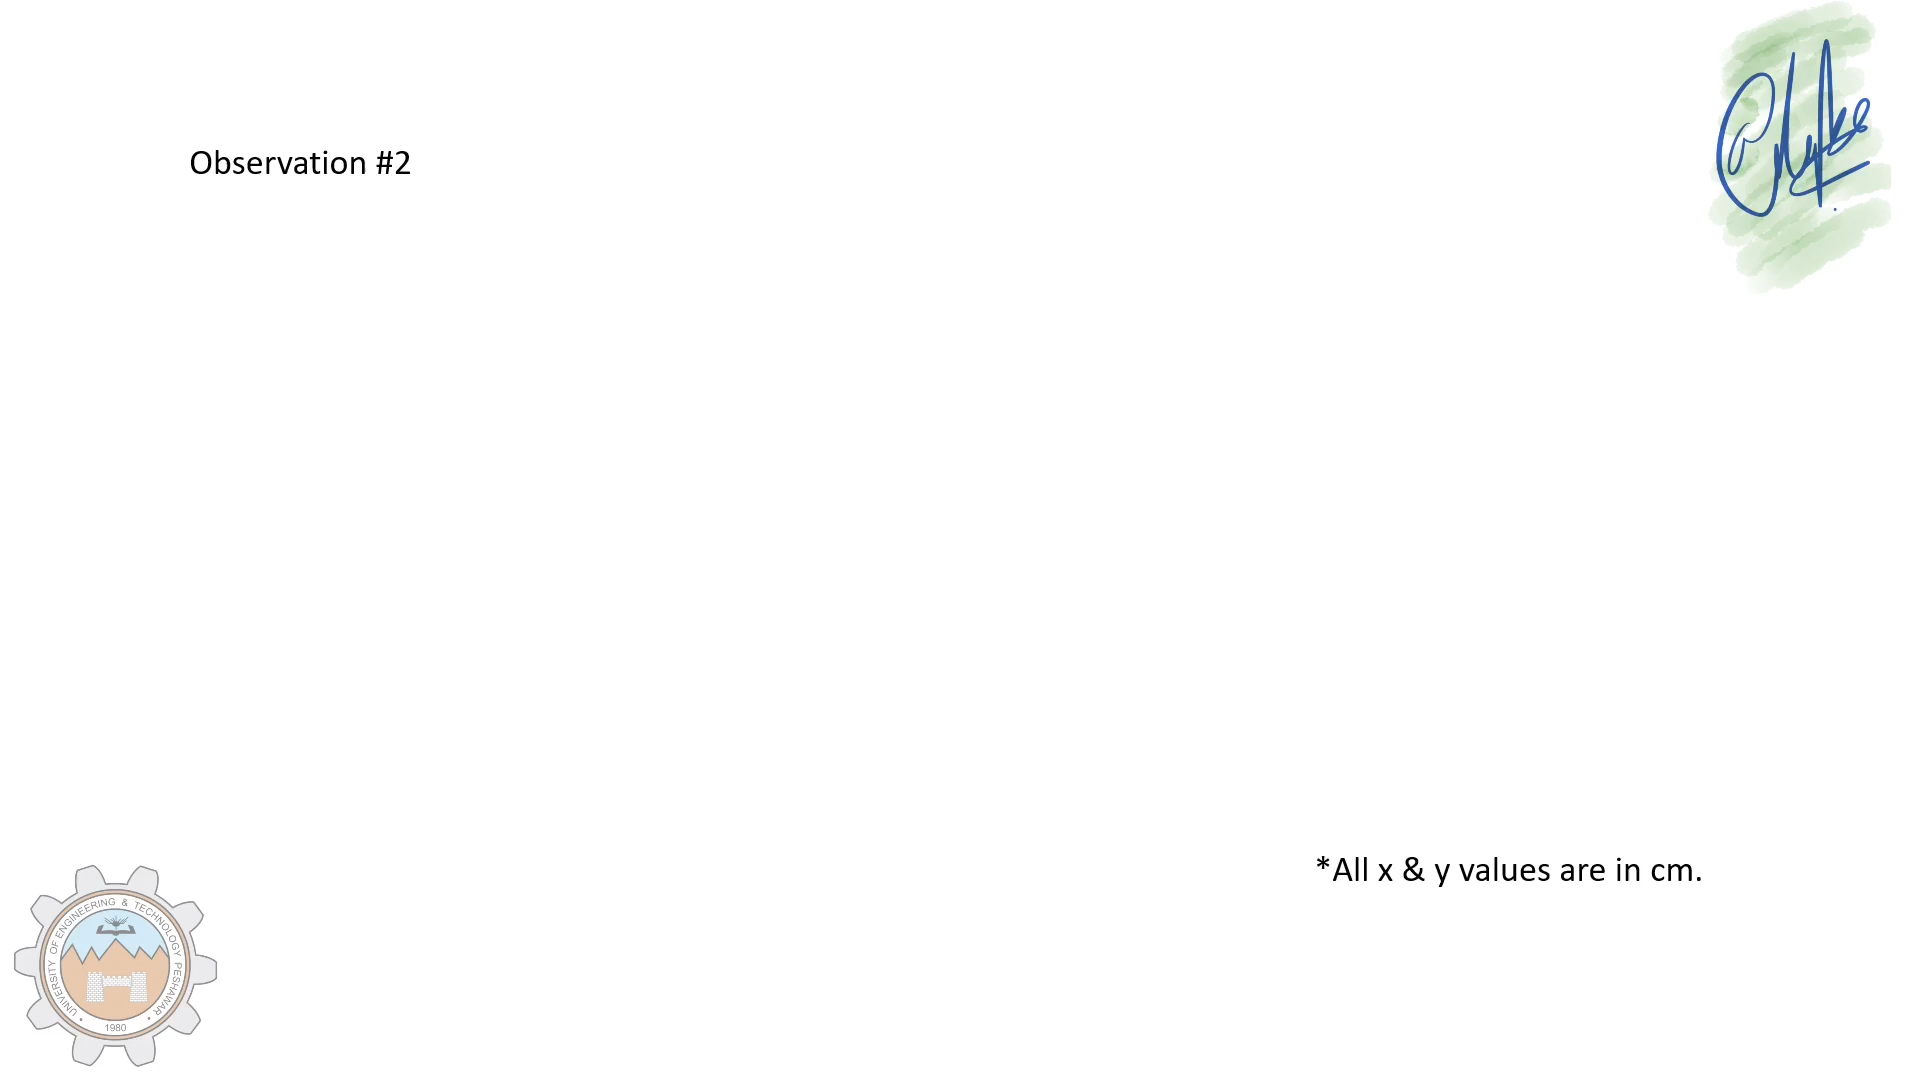 Observation #2
*All x & y values are in cm.
UNIVERSITY OF ENGINEERING & TECHNOLOGY PESHAWAR
1980